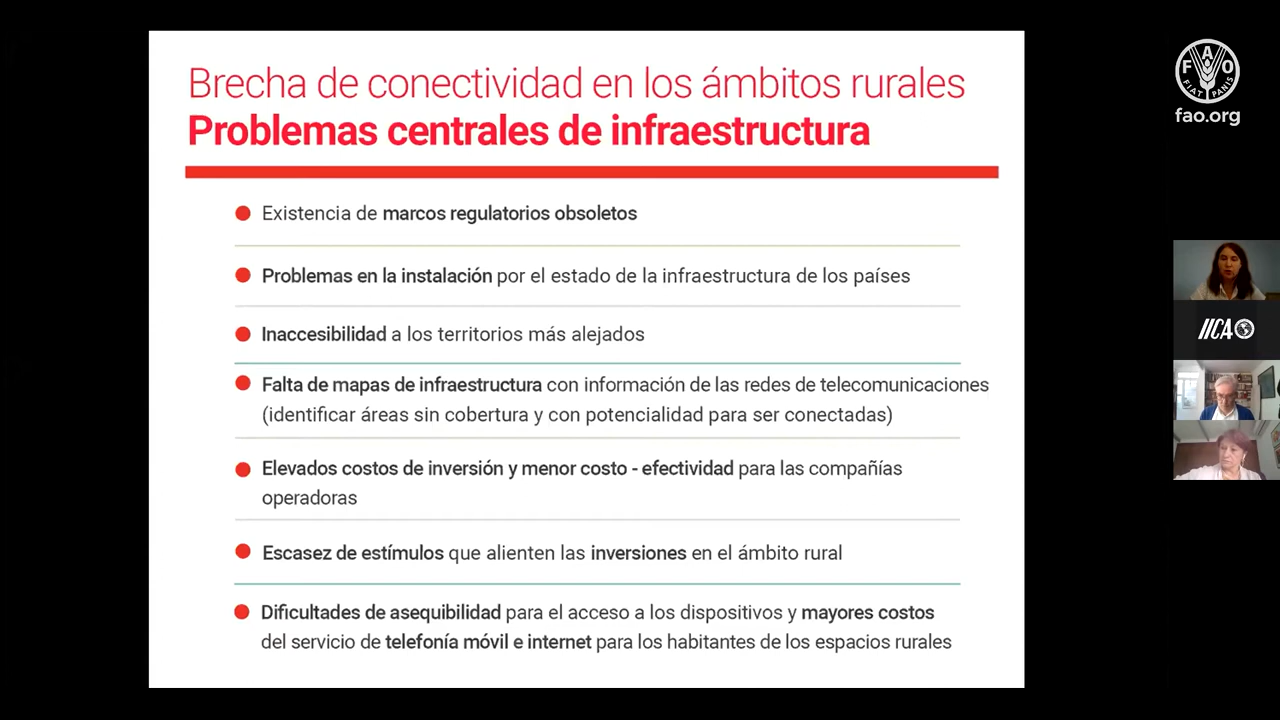 Brecha de conectividad en los ámbitos rurales
Problemas centrales de infraestructura
Existencia de marcos regulatorios obsoletos
Problemas en la instalación por el estado de la infraestructura de los países
Inaccesibilidad a los territorios más alejados
Falta de mapas de infraestructura con información de las redes de telecomunicaciones
(identificar áreas sin cobertura y con potencialidad para ser conectadas)
Elevados costos de inversión y menor costo - efectividad para las compañías
operadoras
Escasez de estímulos que alienten las inversiones en el ámbito rural
Dificultades de asequibilidad para el acceso a los dispositivos y mayores costos
del servicio de telefonía móvil e internet para los habitantes de los espacios rurales
FAO
FIAT PANIS
fao.org
IICA